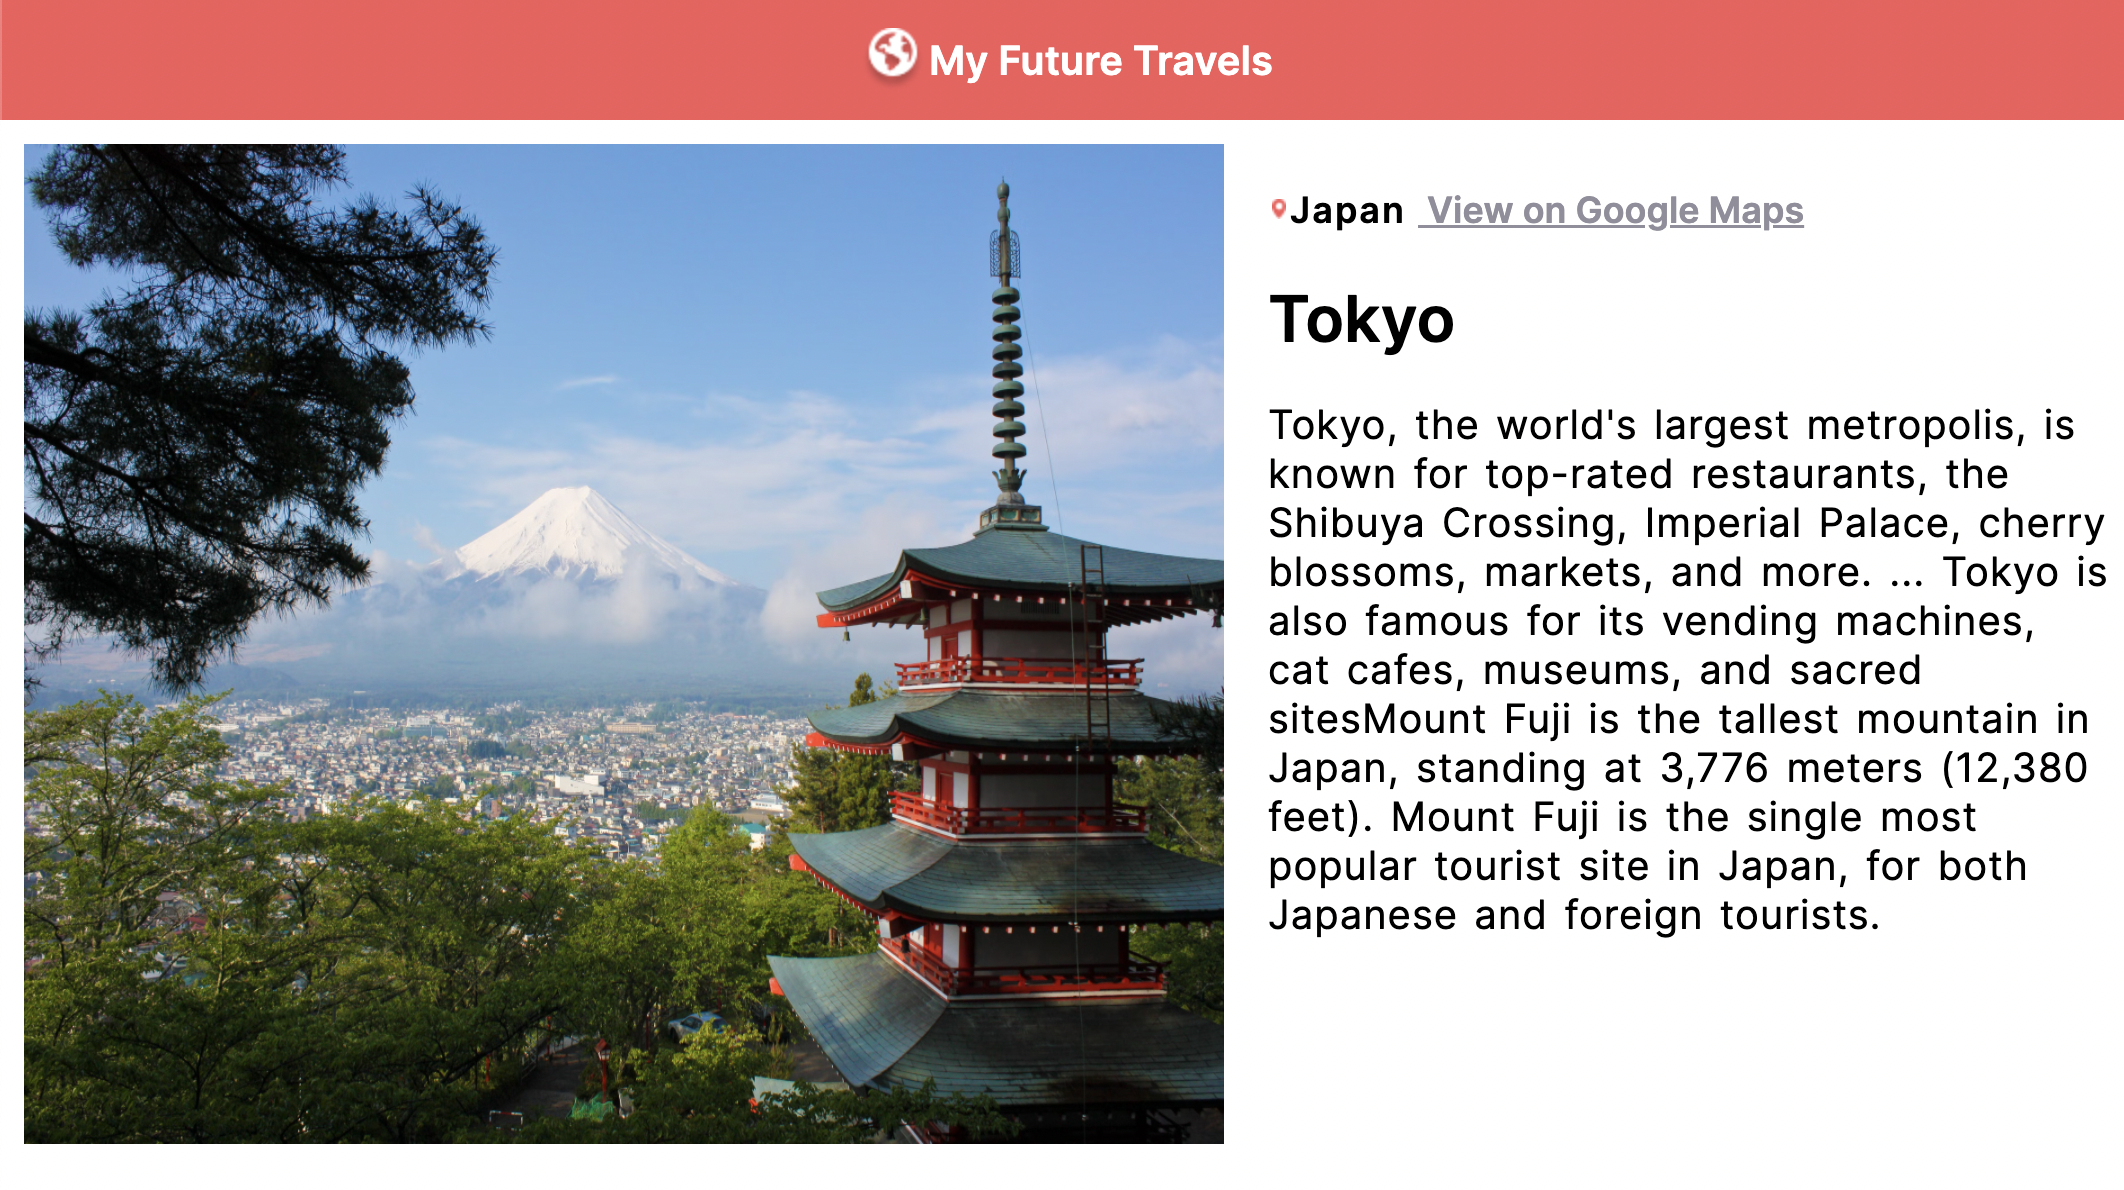 My Future Travels
Japan View on Google Maps
Tokyo
Tokyo, the world's largest metropolis, is
known for top-rated restaurants, the
Shibuya Crossing, Imperial Palace, cherry
blossoms, markets, and more. ... Tokyo is
also famous for its vending machines,
cat cafes, museums, and sacred
sitesMount Fuji is the tallest mountain in
Japan, standing at 3,776 meters (12,380
feet). Mount Fuji is the single most
popular tourist site in Japan, for both
Japanese and foreign tourists.